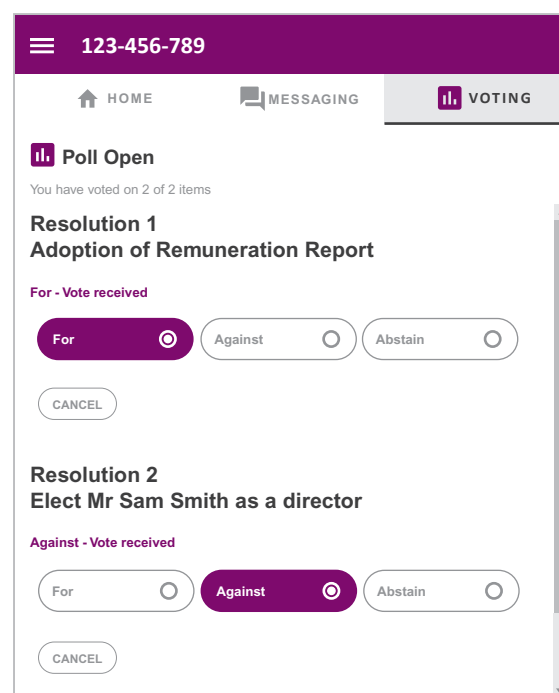 123-456-789
HOME MESSAGING VOTING
Poll Open
You have voted on 2 of 2 items
Resolution 1
Adoption of Remuneration Report
For - Vote received
For Against Abstain
CANCEL
Resolution 2
Elect Mr Sam Smith as a director
Against - Vote received
For Against Abstain
CANCEL